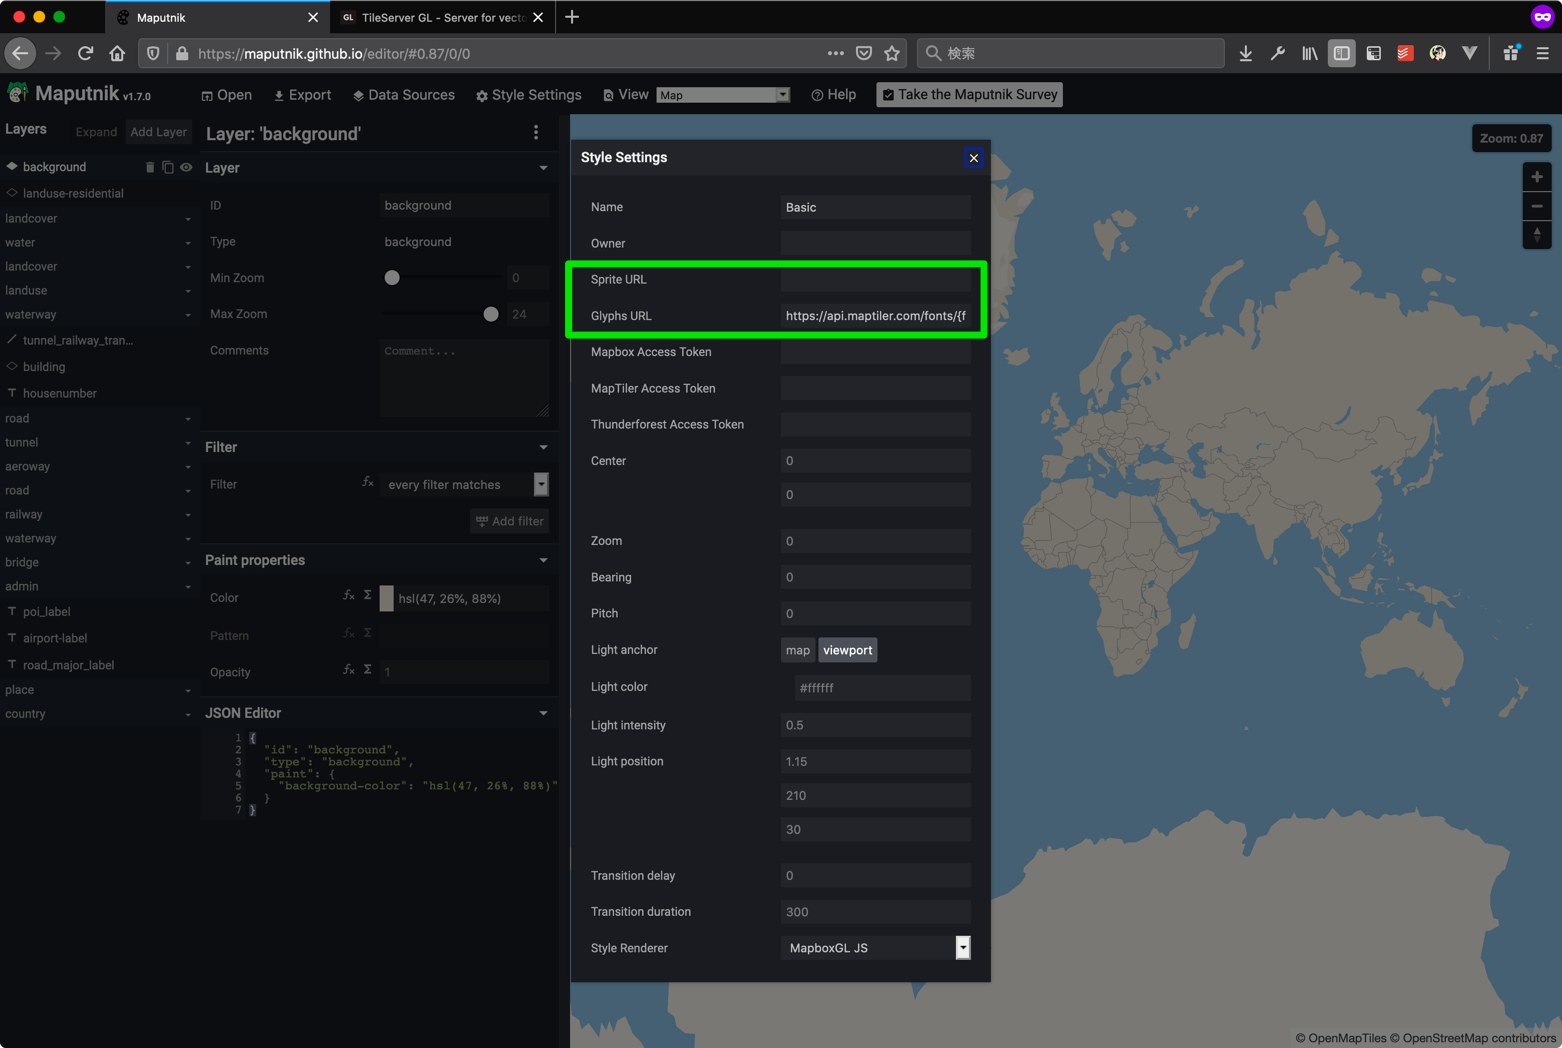 Maputnik
GL TileServer GL - Server for vecto
https://maputnik.github.io/editor/#0.87/0/0
検索
Maputnik v1.7.0
Open
Export
Data Sources
Style Settings
View
Map
Help
Take the Maputnik Survey
Layers
Expand
Add Layer
background
landuse-residential
landcover
water
landcover
landuse
waterway
tunnel_railway_tran...
building
housenumber
road
tunnel
aeroway
road
railway
waterway
bridge
admin
poi_label
airport-label
road_major_label
place
country
Layer: 'background'
Layer
ID background
Type background
Min Zoom 0
Max Zoom 24
Comments Comment...
Filter
Filter every filter matches
Add filter
Paint properties
Color hsl(47, 26%, 88%)
Pattern
Opacity 1
JSON Editor
1 {
2 "id": "background",
3 "type": "background",
4 "paint": {
5 "background-color": "hsl(47, 26%, 88%)"
6 }
7 }
Style Settings
Name Basic
Owner
Sprite URL
Glyphs URL https://api.maptiler.com/fonts/{f
Mapbox Access Token
MapTiler Access Token
Thunderforest Access Token
Center 0
0
Zoom 0
Bearing 0
Pitch 0
Light anchor map viewport
Light color #ffffff
Light intensity 0.5
Light position 1.15
210
30
Transition delay 0
Transition duration 300
Style Renderer MapboxGL JS
Zoom: 0.87
© OpenMapTiles © OpenStreetMap contributors